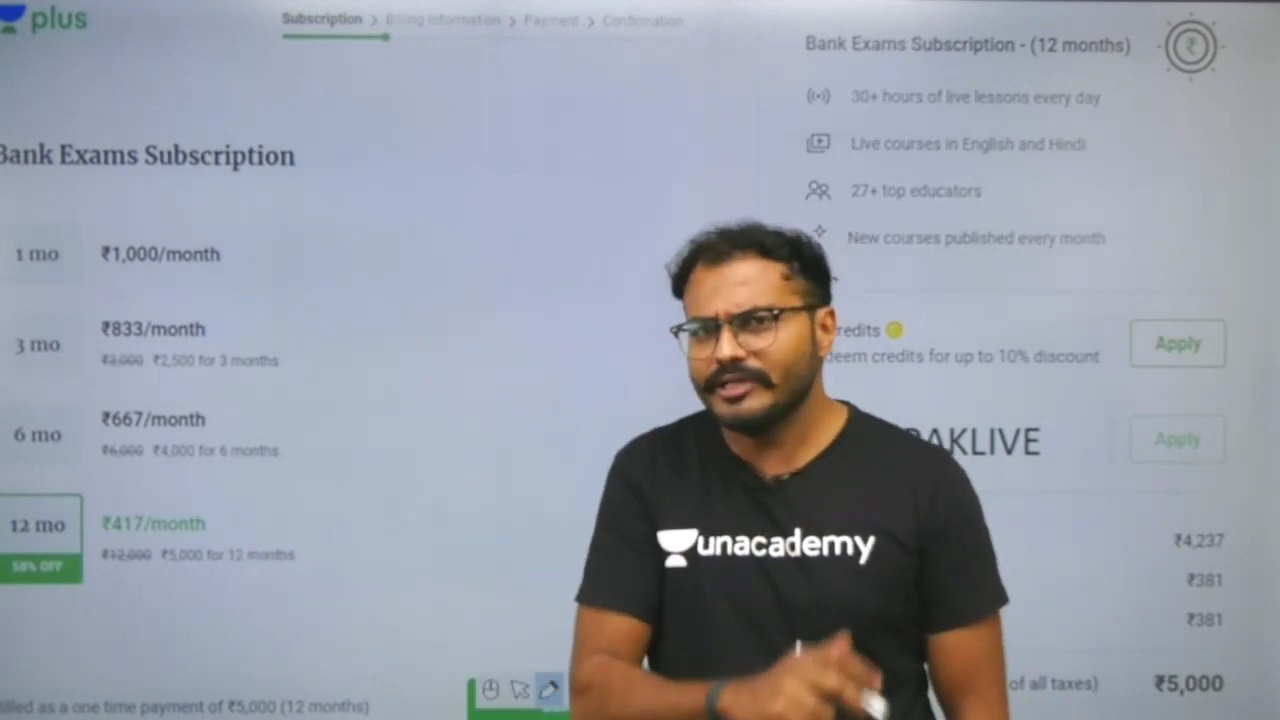 plus
Subscription > Billing Information > Payment > Confirmation
Bank Exams Subscription - (12 months)
30+ hours of live lessons every day
Live courses in English and Hindi
27+ top educators
New courses published every month
Bank Exams Subscription
1 mo ₹1,000/month
3 mo ₹833/month
₹3,000 ₹2,500 for 3 months
6 mo ₹667/month
₹6,000 ₹4,000 for 6 months
12 mo ₹417/month
58% OFF ₹12,000 ₹5,000 for 12 months
billed as a one time payment of ₹5,000 (12 months)
redits
deem credits for up to 10% discount
Apply
AKLIVE
Apply
₹4,237
₹381
₹381
of all taxes) ₹5,000
unacademy